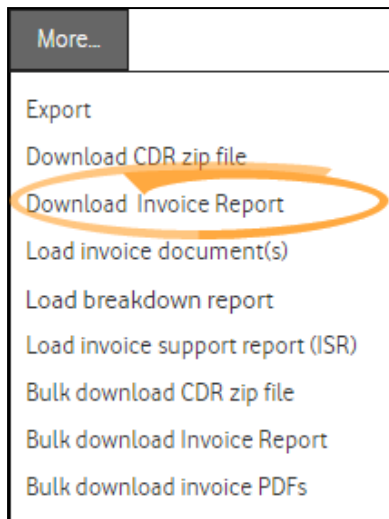 More...
Export
Download CDR zip file
Download Invoice Report
Load invoice document(s)
Load breakdown report
Load invoice support report (ISR)
Bulk download CDR zip file
Bulk download Invoice Report
Bulk download invoice PDFs